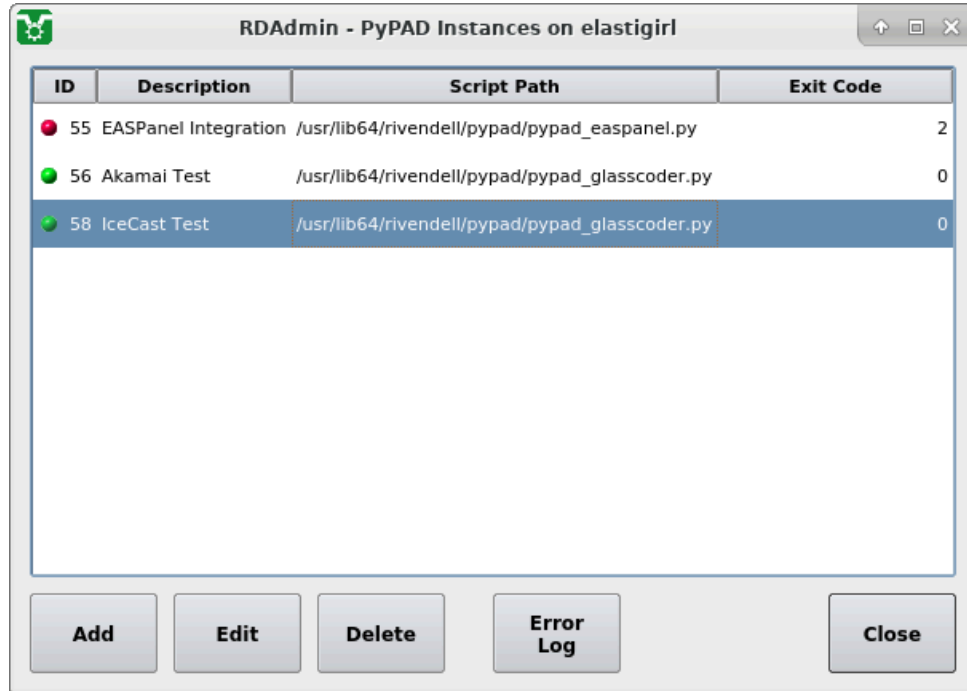 RDAdmin - PyPAD Instances on elastigirl
ID Description Script Path Exit Code
55 EASPanel Integration /usr/lib64/rivendell/pypad/pypad_easpanel.py 2
56 Akamai Test /usr/lib64/rivendell/pypad/pypad_glasscoder.py 0
58 IceCast Test /usr/lib64/rivendell/pypad/pypad_glasscoder.py 0
Add Edit Delete Error Log Close